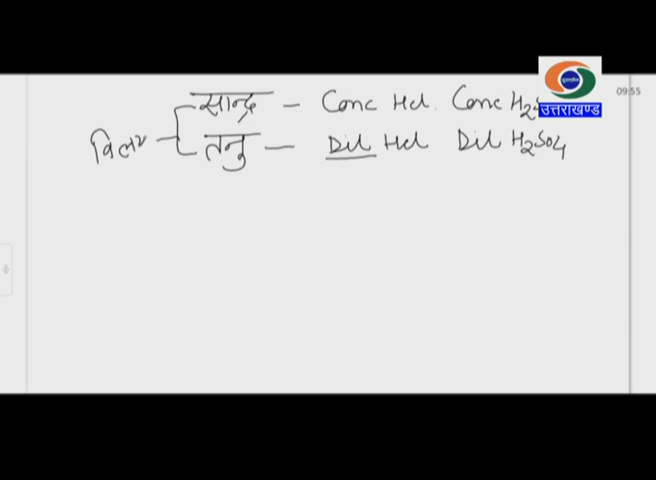 सान्द्र – Conc Hcl. Conc H2
विलय
तनु – Dil Hcl Dil H2SO4
उत्तराखण्ड
09:55